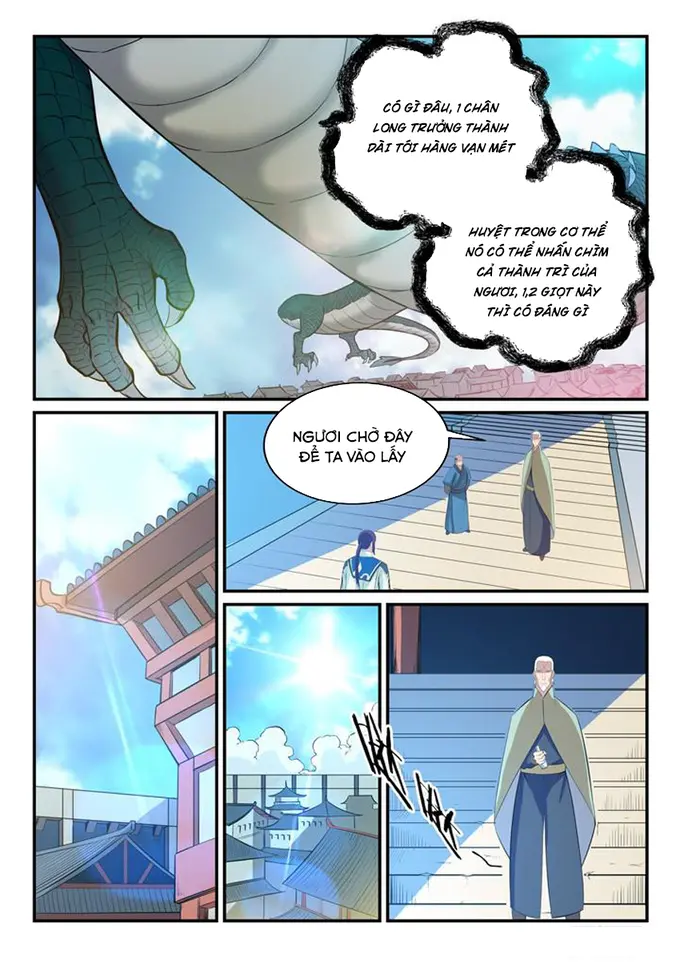 CÓ GÌ ĐÂU, 1 CHÂN
LONG TRƯỞNG THÀNH
DÀI TỚI HÀNG VẠN MÉT
HUYỆT TRONG CƠ THỂ
NÓ CÓ THỂ NHẤN CHÌM
CẢ THÀNH TRÌ CỦA
NGƯƠI, 1,2 GIỌT NÀY
THÌ CÓ ĐÁNG GÌ
NGƯƠI CHỜ ĐÂY
ĐỂ TA VÀO LẤY